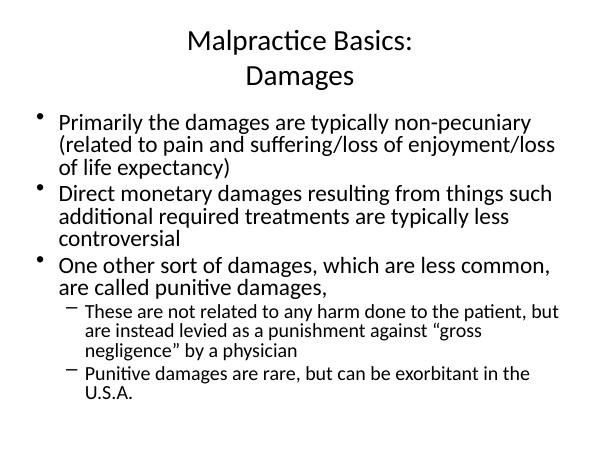 Malpractice Basics:
Damages
• Primarily the damages are typically non-pecuniary
(related to pain and suffering/loss of enjoyment/loss
of life expectancy)
• Direct monetary damages resulting from things such
additional required treatments are typically less
controversial
• One other sort of damages, which are less common,
are called punitive damages,
– These are not related to any harm done to the patient, but
are instead levied as a punishment against “gross
negligence” by a physician
– Punitive damages are rare, but can be exorbitant in the
U.S.A.